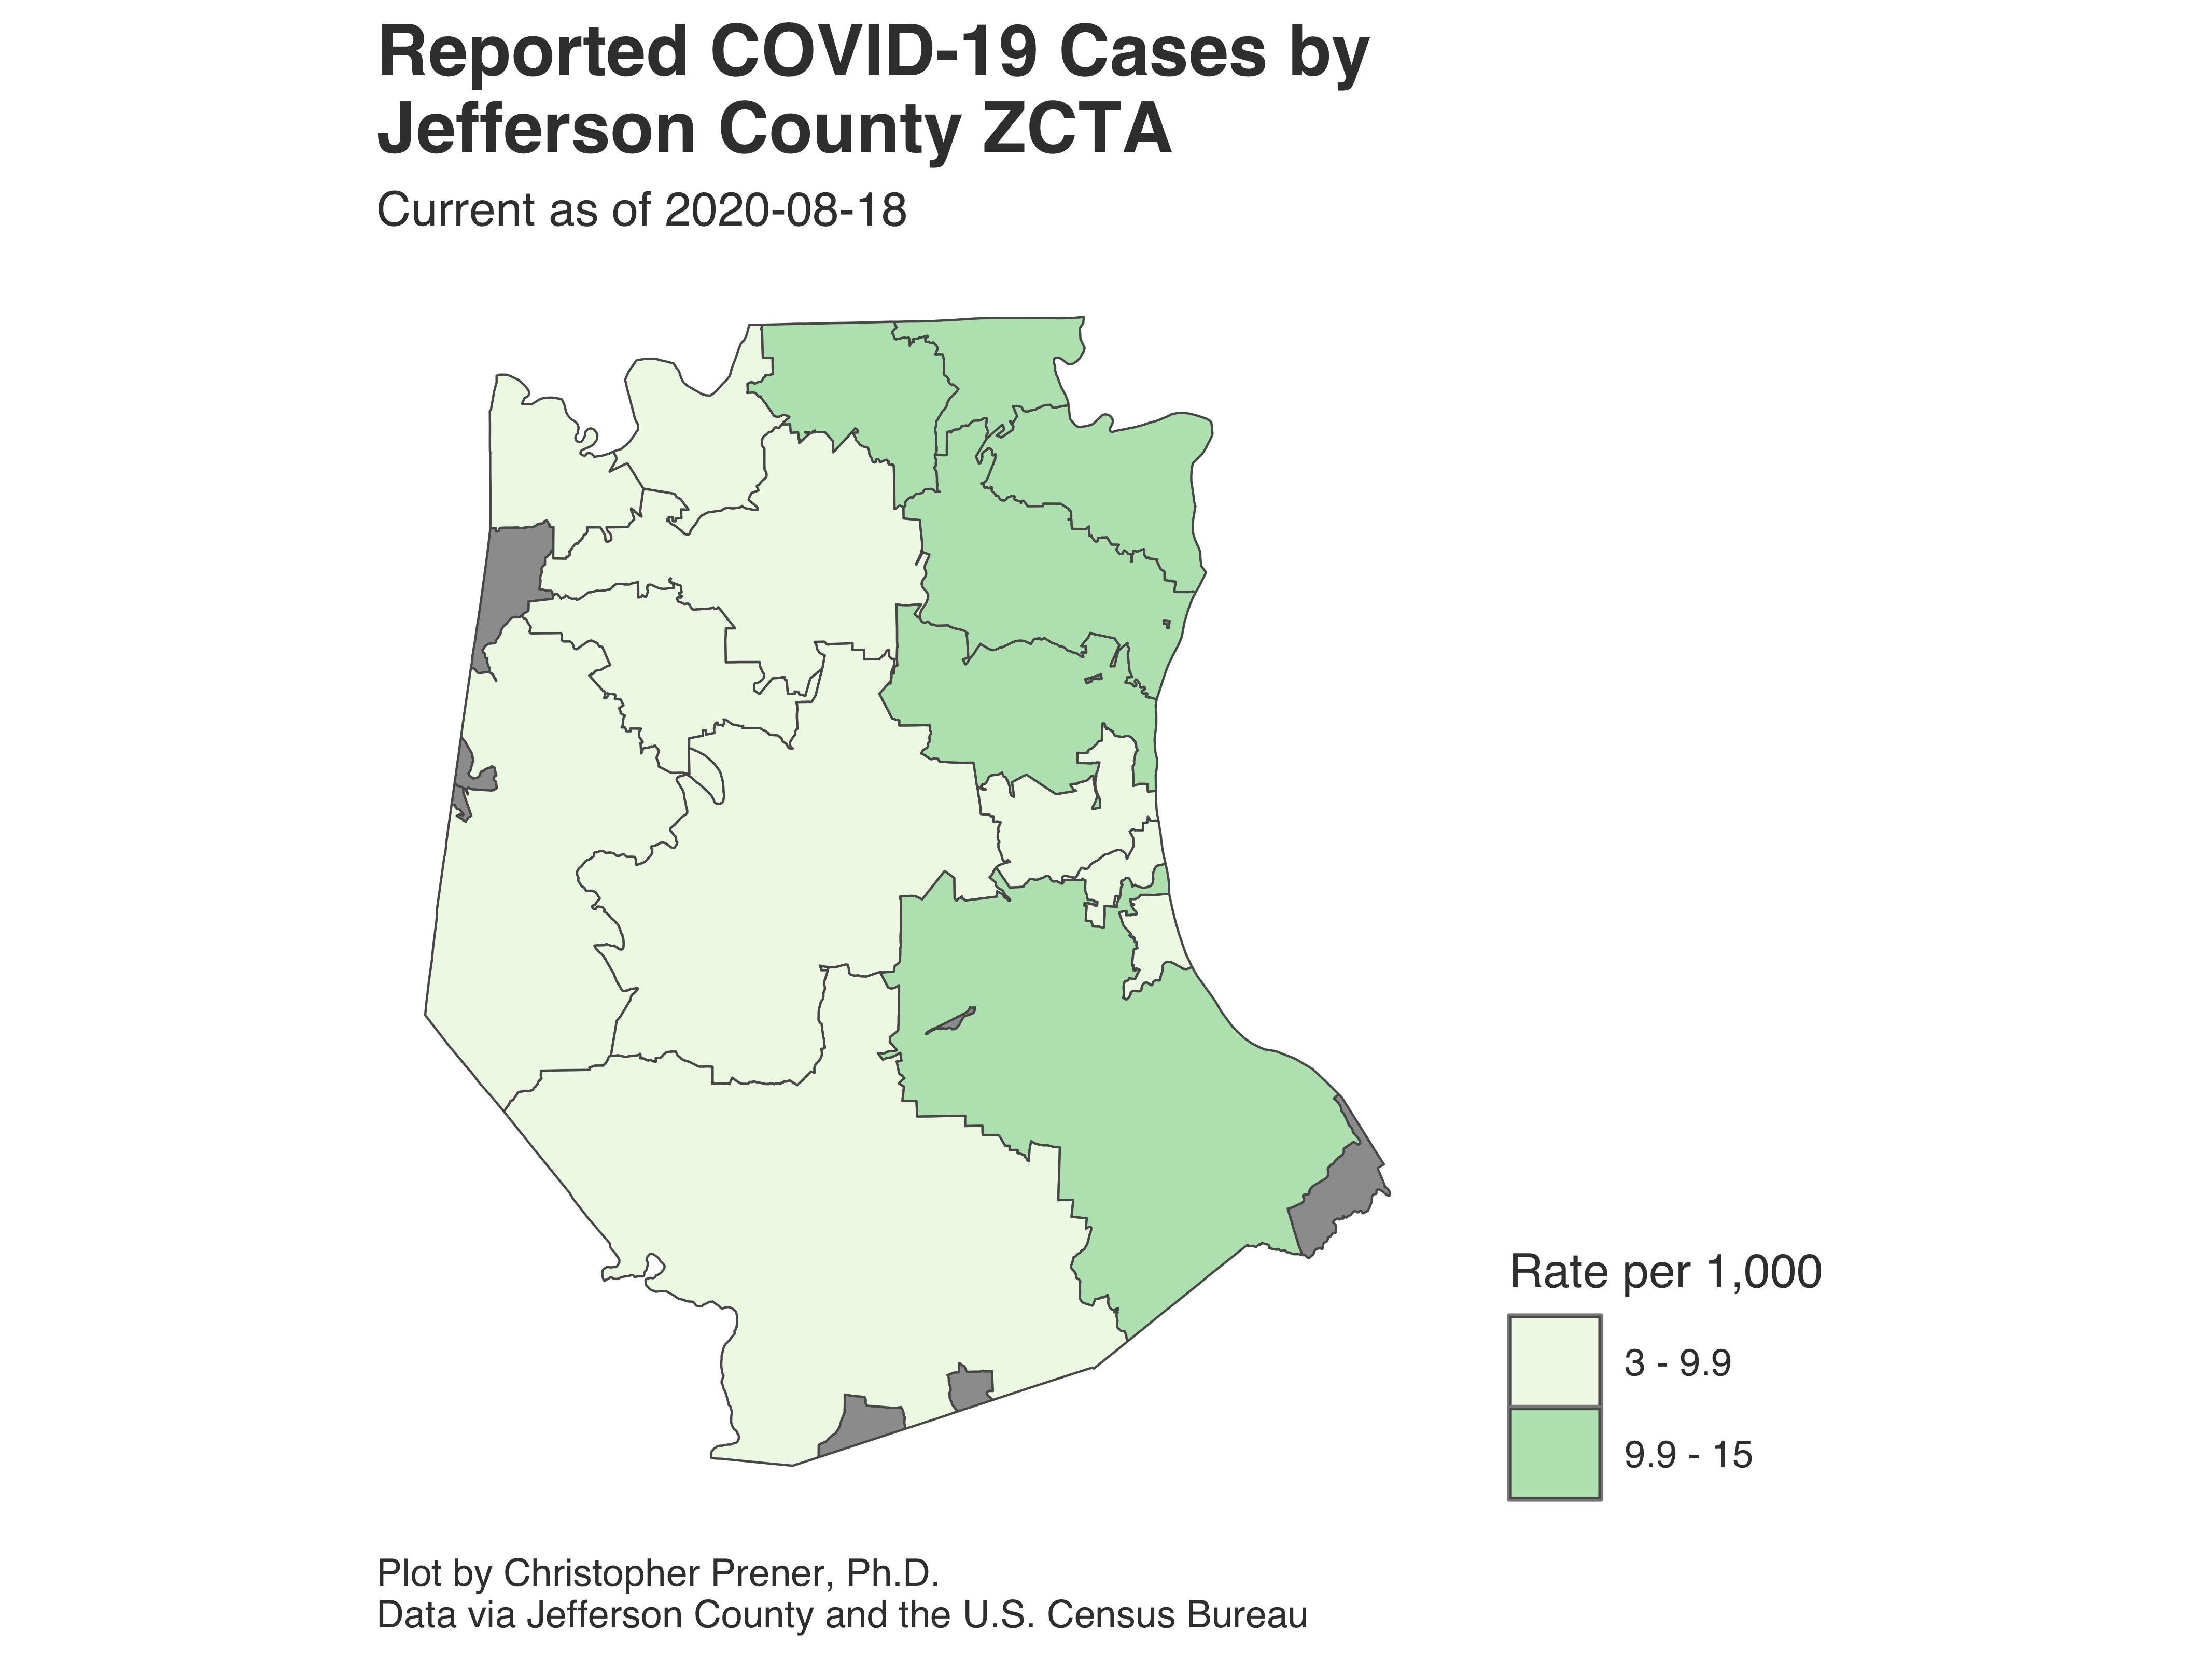 Reported COVID-19 Cases by
Jefferson County ZCTA
Current as of 2020-08-18
Rate per 1,000
3 - 9.9
9.9 - 15
Plot by Christopher Prener, Ph.D.
Data via Jefferson County and the U.S. Census Bureau